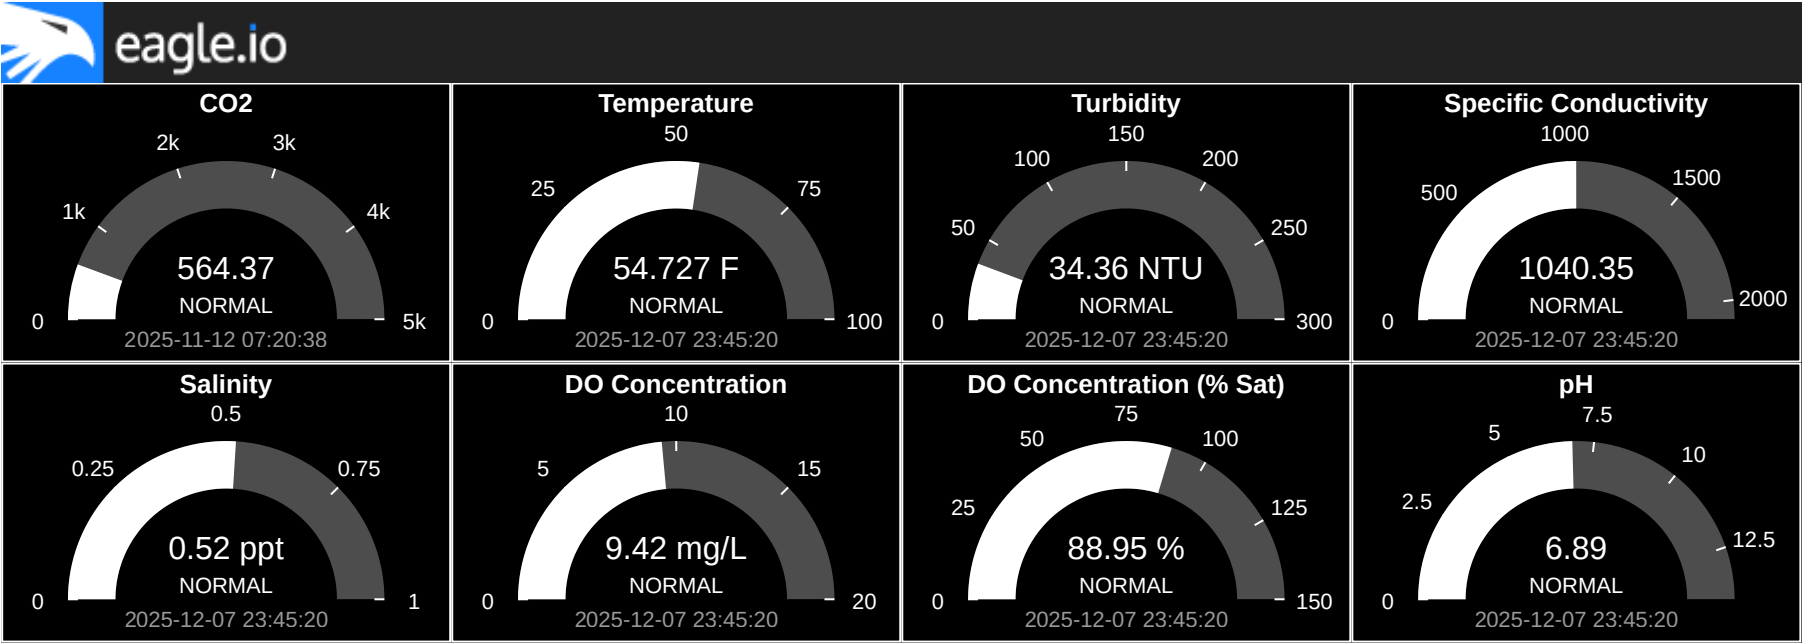 eagle.io
CO2
0
1k
2k
3k
4k
5k
564.37
NORMAL
2025-11-12 07:20:38
Temperature
0
25
50
75
100
54.727 F
NORMAL
2025-12-07 23:45:20
Turbidity
0
50
100
150
200
250
300
34.36 NTU
NORMAL
2025-12-07 23:45:20
Specific Conductivity
0
500
1000
1500
2000
1040.35
NORMAL
2025-12-07 23:45:20
Salinity
0
0.25
0.5
0.75
1
0.52 ppt
NORMAL
2025-12-07 23:45:20
DO Concentration
0
5
10
15
20
9.42 mg/L
NORMAL
2025-12-07 23:45:20
DO Concentration (% Sat)
0
25
50
75
100
125
150
88.95 %
NORMAL
2025-12-07 23:45:20
pH
0
2.5
5
7.5
10
12.5
6.89
NORMAL
2025-12-07 23:45:20